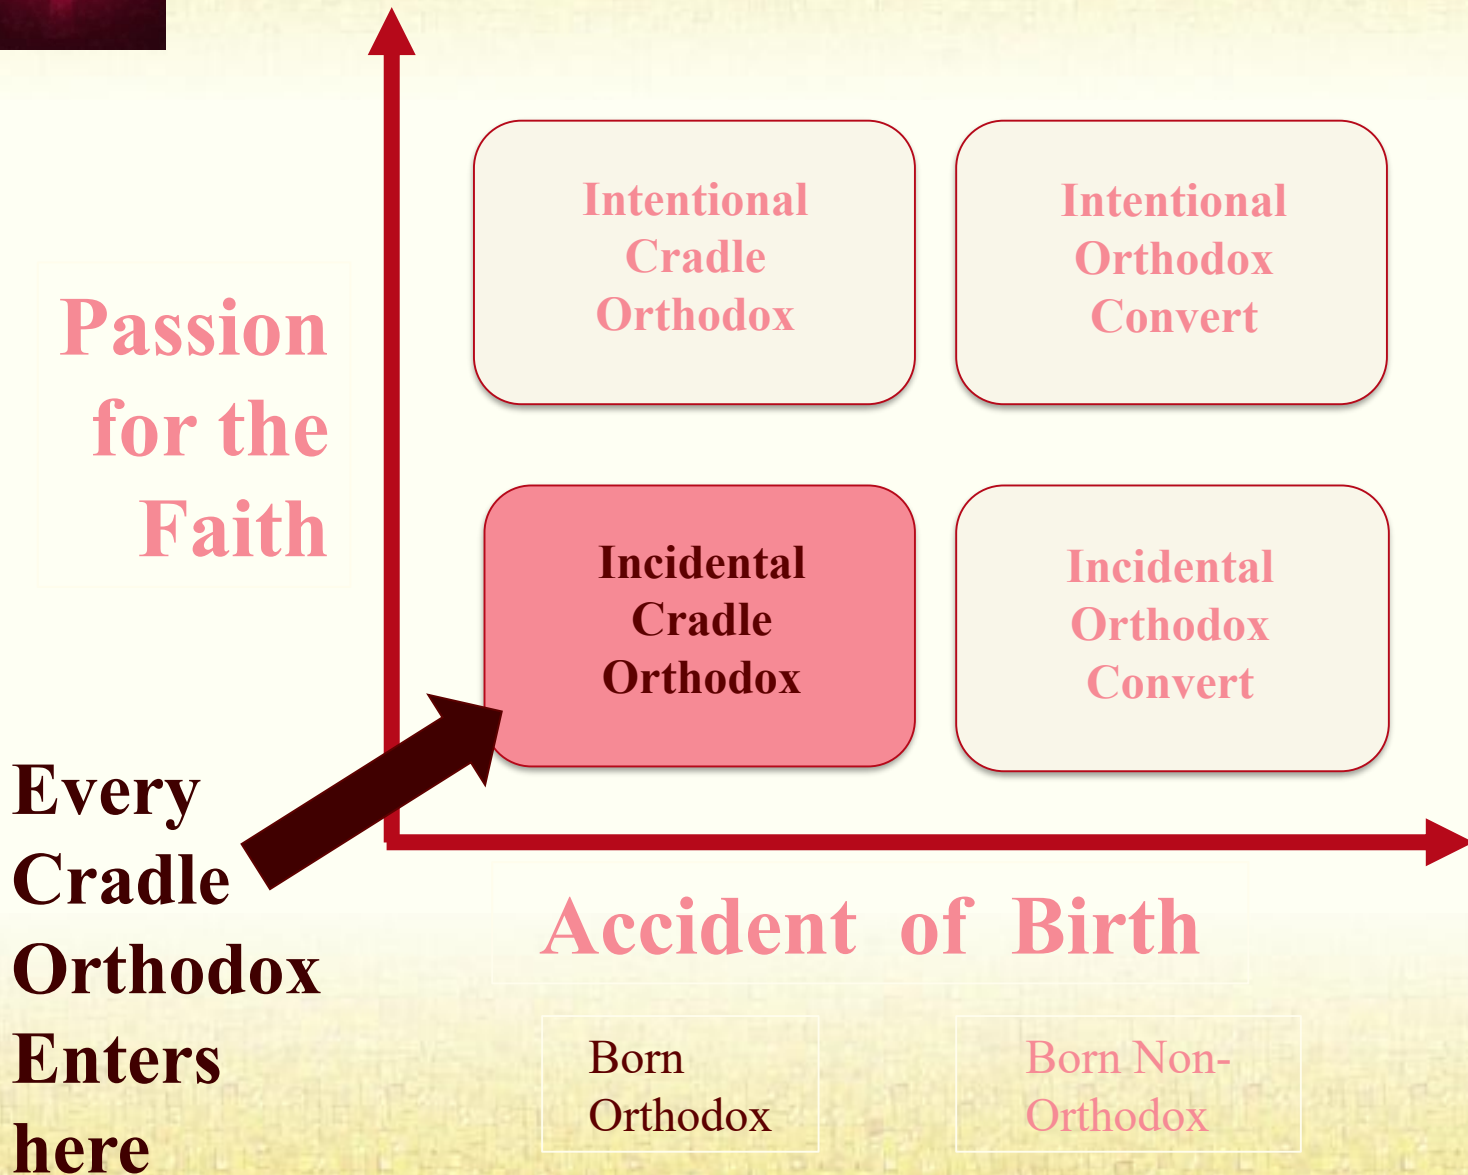 Intentional
Cradle
Orthodox
Intentional
Orthodox
Convert
Passion
for the
Faith
Incidental
Cradle
Orthodox
Incidental
Orthodox
Convert
Every
Cradle
Orthodox
Enters
here
Accident of Birth
Born
Orthodox
Born Non-
Orthodox